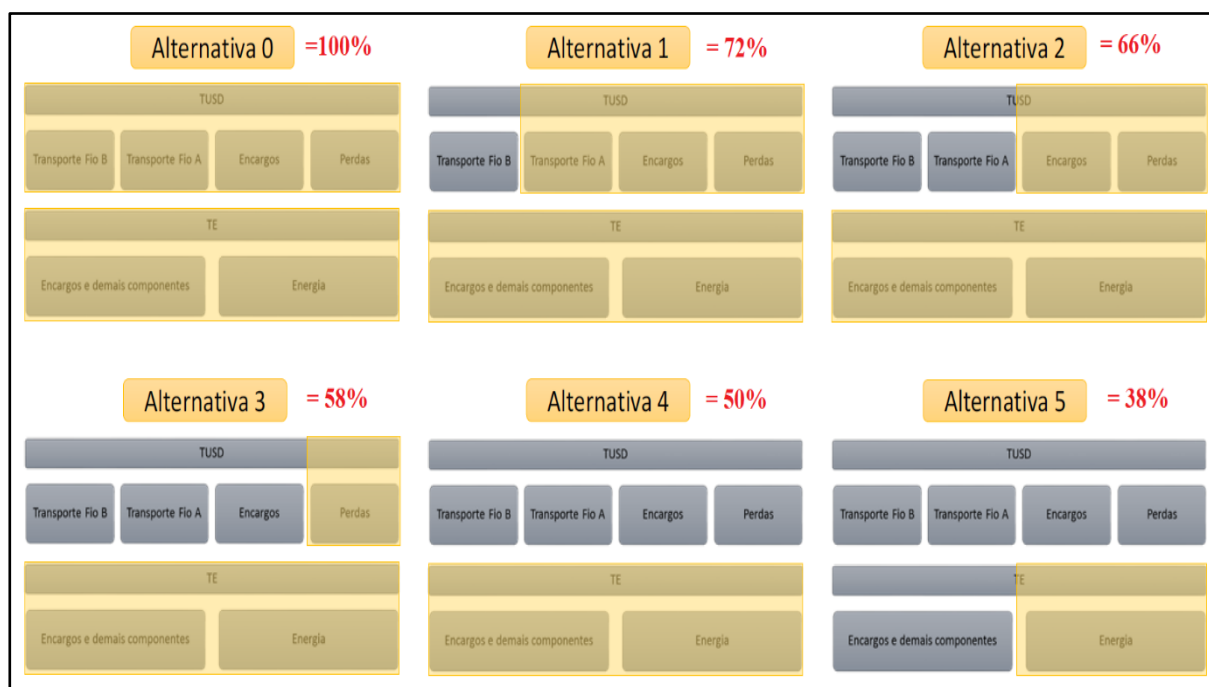 Alternativa 0 =100%
TUSD
Transporte Fio B Transporte Fio A Encargos Perdas
TE
Encargos e demais componentes Energia
Alternativa 1 = 72%
TUSD
Transporte Fio B Transporte Fio A Encargos Perdas
TE
Encargos e demais componentes Energia
Alternativa 2 = 66%
TUSD
Transporte Fio B Transporte Fio A Encargos Perdas
TE
Encargos e demais componentes Energia
Alternativa 3 = 58%
TUSD
Transporte Fio B Transporte Fio A Encargos Perdas
TE
Encargos e demais componentes Energia
Alternativa 4 = 50%
TUSD
Transporte Fio B Transporte Fio A Encargos Perdas
TE
Encargos e demais componentes Energia
Alternativa 5 = 38%
TUSD
Transporte Fio B Transporte Fio A Encargos Perdas
TE
Encargos e demais componentes Energia